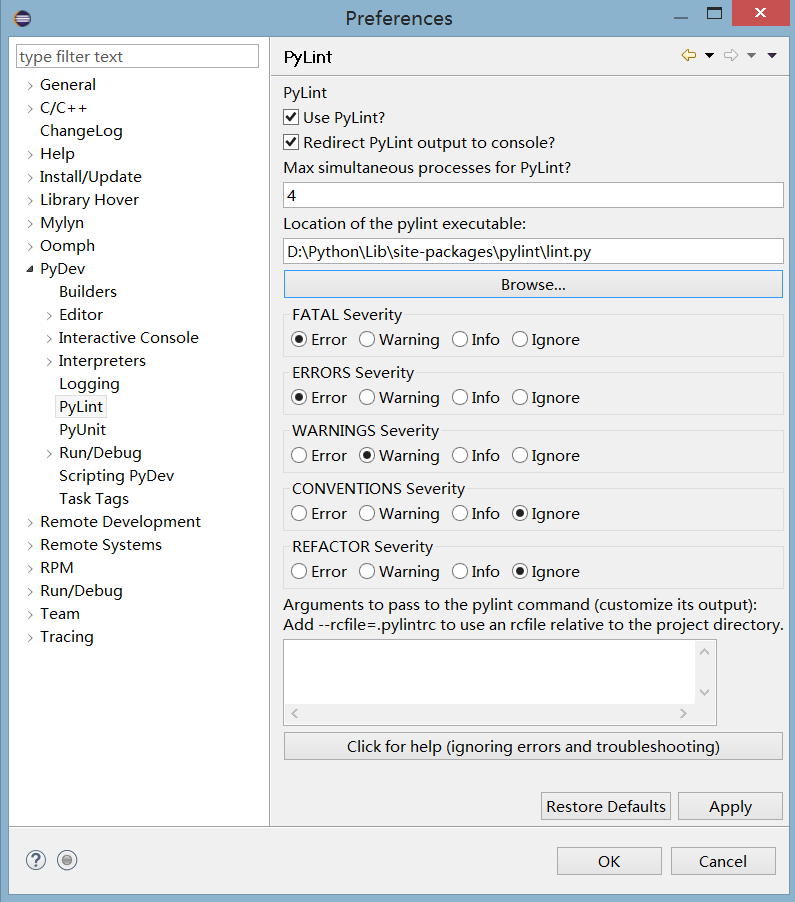 Preferences
type filter text
General
C/C++
ChangeLog
Help
Install/Update
Library Hover
Mylyn
Oomph
PyDev
Builders
Editor
Interactive Console
Interpreters
Logging
PyLint
PyUnit
Run/Debug
Scripting PyDev
Task Tags
Remote Development
Remote Systems
RPM
Run/Debug
Team
Tracing
PyLint
PyLint
Use PyLint?
Redirect PyLint output to console?
Max simultaneous processes for PyLint?
4
Location of the pylint executable:
D:\Python\Lib\site-packages\pylint\lint.py
Browse...
FATAL Severity
Error Warning Info Ignore
ERRORS Severity
Error Warning Info Ignore
WARNINGS Severity
Error Warning Info Ignore
CONVENTIONS Severity
Error Warning Info Ignore
REFACTOR Severity
Error Warning Info Ignore
Arguments to pass to the pylint command (customize its output):
Add --rcfile=.pylintrc to use an rcfile relative to the project directory.
Click for help (ignoring errors and troubleshooting)
Restore Defaults Apply
OK Cancel